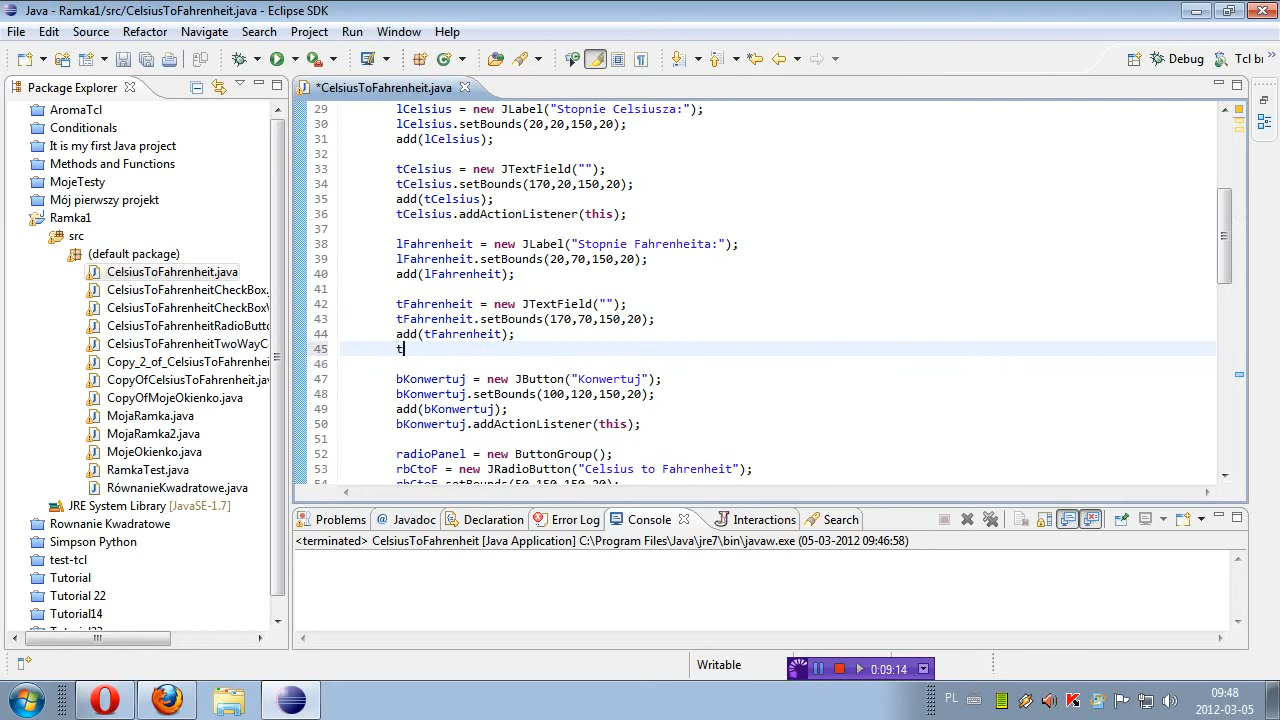 Java - Ramka1/src/CelsiusToFahrenheit.java - Eclipse SDK
File Edit Source Refactor Navigate Search Project Run Window Help
Debug Tcl bı »
Package Explorer
*CelsiusToFahrenheit.java
AromaTcl
Conditionals
It is my first Java project
Methods and Functions
MojeTesty
Mój pierwszy projekt
Ramka1
src
(default package)
CelsiusToFahrenheit.java
CelsiusToFahrenheitCheckBox.
CelsiusToFahrenheitCheckBox\
CelsiusToFahrenheitRadioButto
CelsiusToFahrenheitTwoWayC
Copy_2_of_CelsiusToFahrenhei
CopyOfCelsiusToFahrenheit.jav
CopyOfMojeOkienko.java
MojaRamka.java
MojaRamka2.java
MojeOkienko.java
RamkaTest.java
RównanieKwadratowe.java
JRE System Library [JavaSE-1.7]
Rownanie Kwadratowe
Simpson Python
test-tcl
Tutorial
Tutorial 22
Tutorial14
29 lCelsius = new JLabel("Stopnie Celsiusza:");
30 lCelsius.setBounds(20,20,150,20);
31 add(lCelsius);
32
33 tCelsius = new JTextField("");
34 tCelsius.setBounds(170,20,150,20);
35 add(tCelsius);
36 tCelsius.addActionListener(this);
37
38 lFahrenheit = new JLabel("Stopnie Fahrenheita:");
39 lFahrenheit.setBounds(20,70,150,20);
40 add(lFahrenheit);
41
42 tFahrenheit = new JTextField("");
43 tFahrenheit.setBounds(170,70,150,20);
44 add(tFahrenheit);
45 t
46
47 bKonwertuj = new JButton("Konwertuj");
48 bKonwertuj.setBounds(100,120,150,20);
49 add(bKonwertuj);
50 bKonwertuj.addActionListener(this);
51
52 radioPanel = new ButtonGroup();
53 rbCtoF = new JRadioButton("Celsius to Fahrenheit");
54 rbCtoF.setBounds(50,150,150,20);
Problems Javadoc Declaration Error Log Console Interactions Search
<terminated> CelsiusToFahrenheit [Java Application] C:\Program Files\Java\jre7\bin\javaw.exe (05-03-2012 09:46:58)
Writable
0:09:14
PL
09:48
2012-03-05